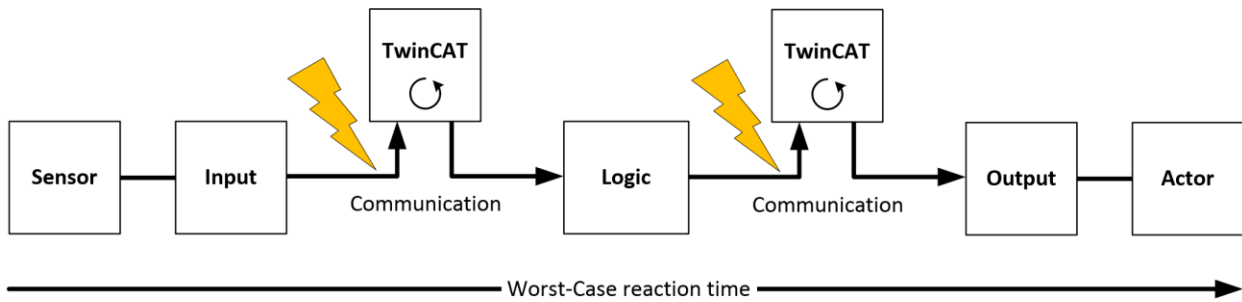 TwinCAT
TwinCAT
Sensor
Input
Logic
Output
Actor
Communication
Communication
Worst-Case reaction time